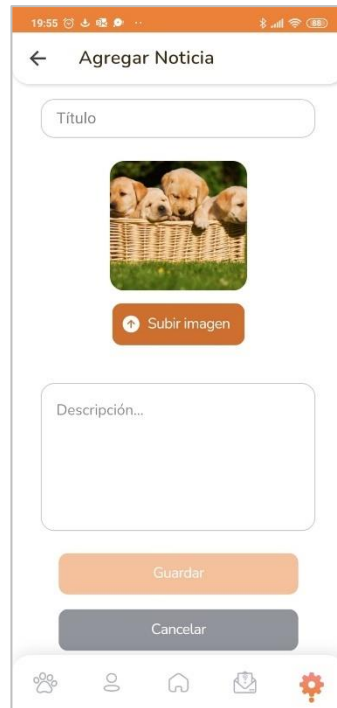 19:55
Agregar Noticia
Título
Subir imagen
Descripción...
Guardar
Cancelar